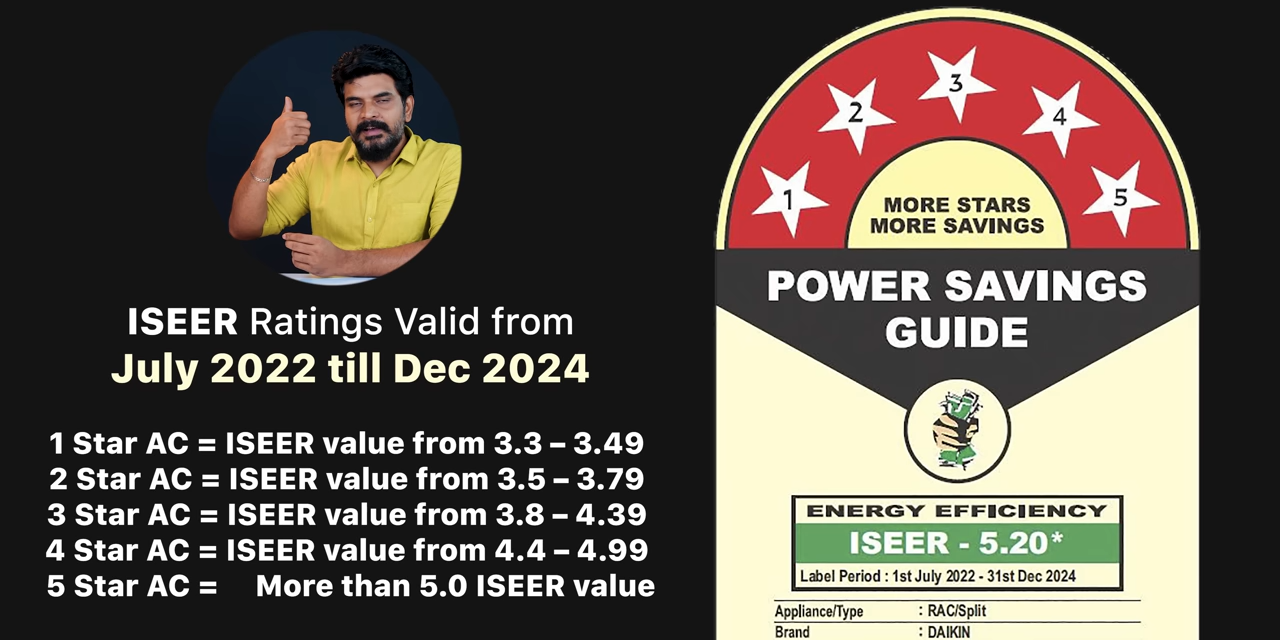 ISEER Ratings Valid from
July 2022 till Dec 2024
1 Star AC = ISEER value from 3.3 – 3.49
2 Star AC = ISEER value from 3.5 – 3.79
3 Star AC = ISEER value from 3.8 – 4.39
4 Star AC = ISEER value from 4.4 – 4.99
5 Star AC = More than 5.0 ISEER value
1 2 3 4 5
MORE STARS
MORE SAVINGS
POWER SAVINGS
GUIDE
ENERGY EFFICIENCY
ISEER - 5.20*
Label Period : 1st July 2022 - 31st Dec 2024
Appliance/Type : RAC/Split
Brand : DAIKIN